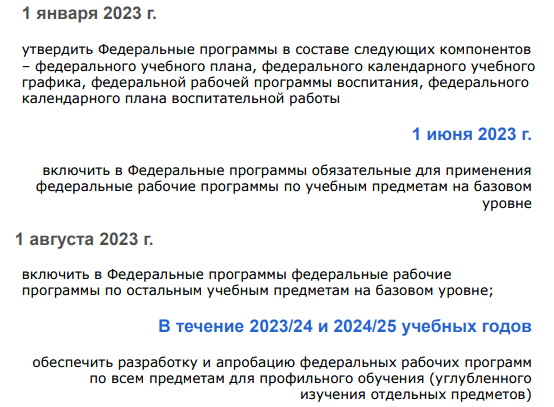 1 января 2023 г.
утвердить Федеральные программы в составе следующих компонентов
– федерального учебного плана, федерального календарного учебного
графика, федеральной рабочей программы воспитания, федерального
календарного плана воспитательной работы
1 июня 2023 г.
включить в Федеральные программы обязательные для применения
федеральные рабочие программы по учебным предметам на базовом
уровне
1 августа 2023 г.
включить в Федеральные программы федеральные рабочие
программы по остальным учебным предметам на базовом уровне;
В течение 2023/24 и 2024/25 учебных годов
обеспечить разработку и апробацию федеральных рабочих программ
по всем предметам для профильного обучения (углубленного
изучения отдельных предметов)